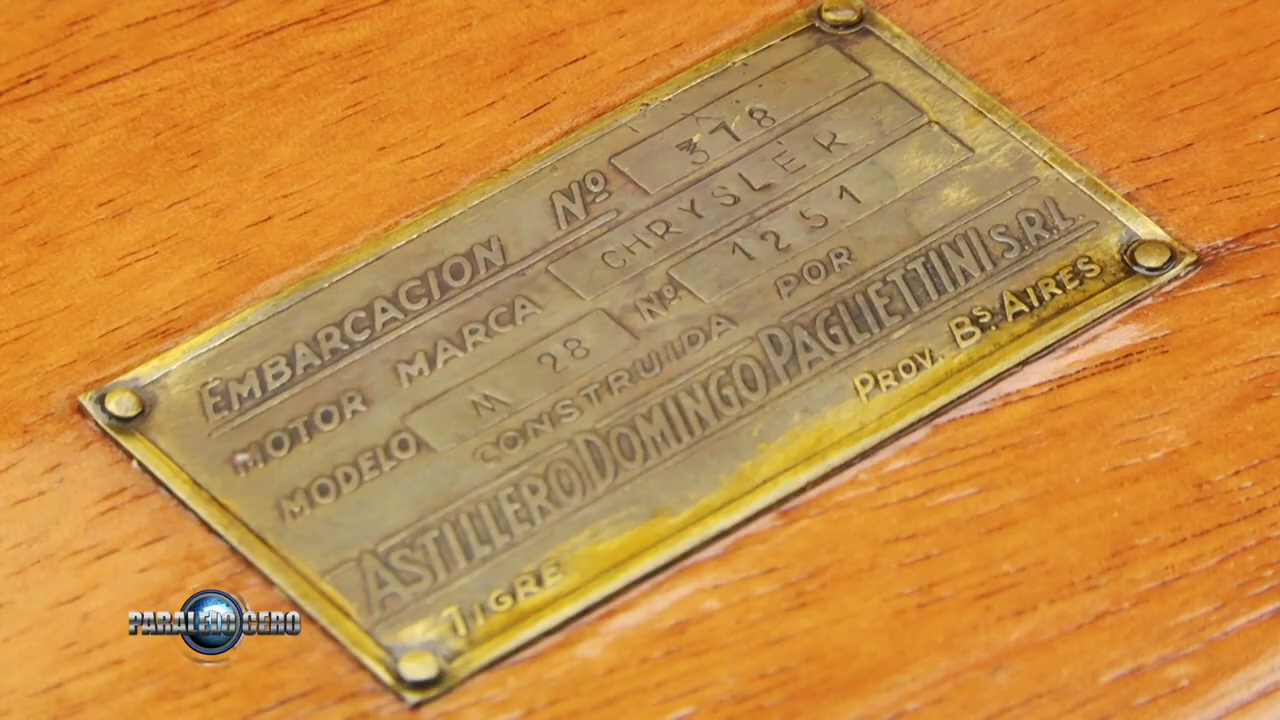 EMBARCACION Nº 378
MOTOR MARCA CHRYSLER
MODELO M 28 Nº 1251
CONSTRUIDA POR
ASTILLERO DOMINGO PAGLIETTINI S.R.L.
TIGRE PROV. Bs. AIRES
PARALELO CERO